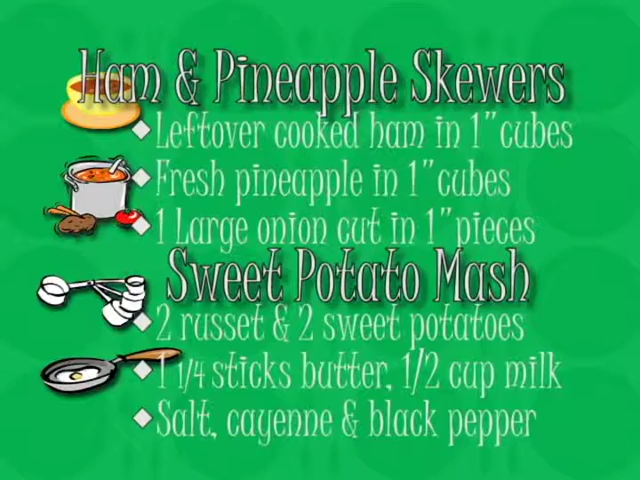 Ham & Pineapple Skewers
Leftover cooked ham in 1" cubes
Fresh pineapple in 1" cubes
1 Large onion cut in 1" pieces
Sweet Potato Mash
2 russet & 2 sweet potatoes
1 1/4 sticks butter, 1/2 cup milk
Salt, cayenne & black pepper